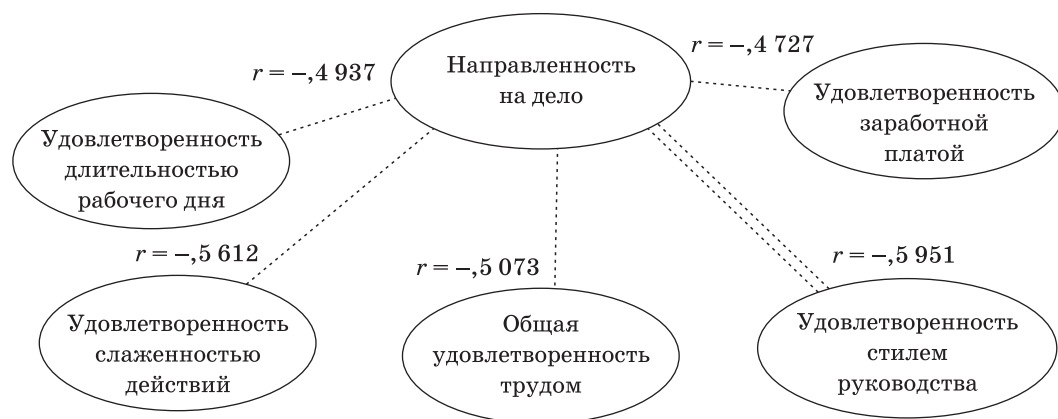 r = –,4 937
Направленность
на дело
r = –,4 727
Удовлетворенность
длительностью
рабочего дня
Удовлетворенность
заработной
платой
r = –,5 612
r = –,5 073
r = –,5 951
Удовлетворенность
слаженностью
действий
Общая
удовлетворенность
трудом
Удовлетворенность
стилем
руководства